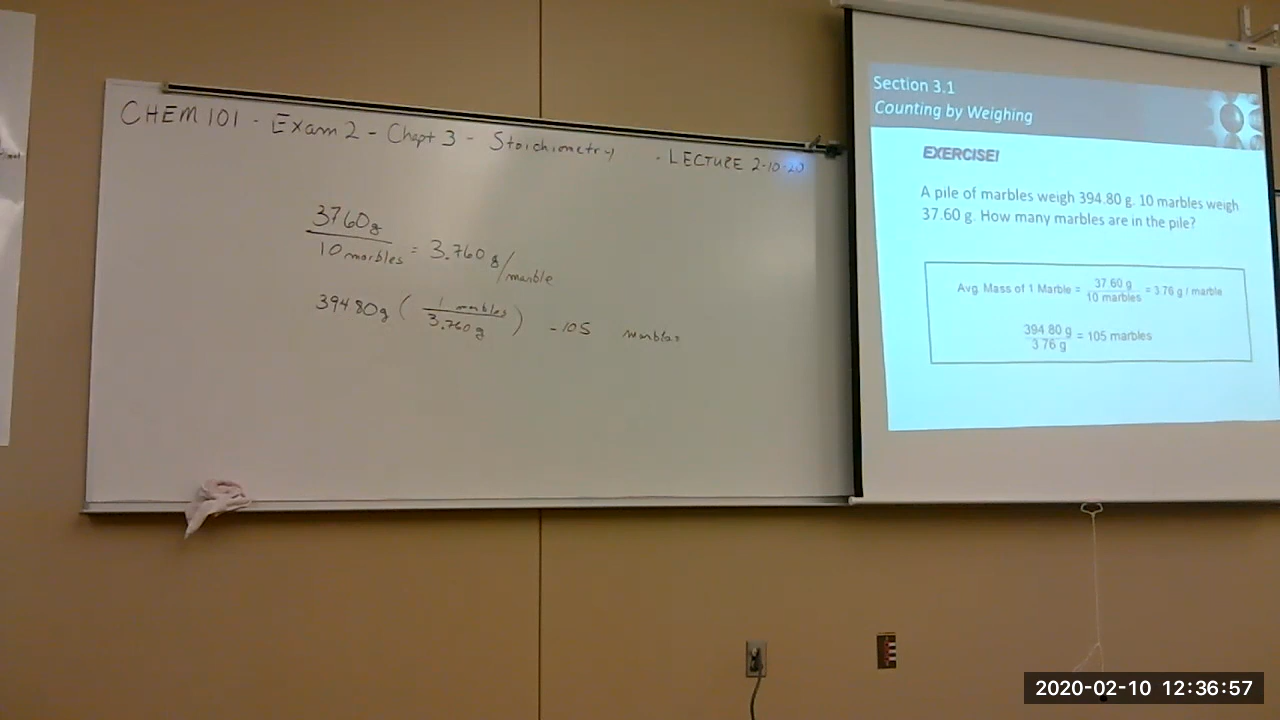 CHEM 101 - Exam 2 - Chapt 3 - Stoichiometry - LECTURE 2-10-20
3760g
10 marbles = 3.760 g/marble
394.80g ( 1 marbles / 3.760 g ) = 105 marbles
Section 3.1
Counting by Weighing
EXERCISE!
A pile of marbles weigh 394.80 g. 10 marbles weigh
37.60 g. How many marbles are in the pile?
Avg. Mass of 1 Marble = 37.60 g / 10 marbles = 3.76 g / marble
394.80 g / 3.76 g = 105 marbles
2020-02-10 12:36:57